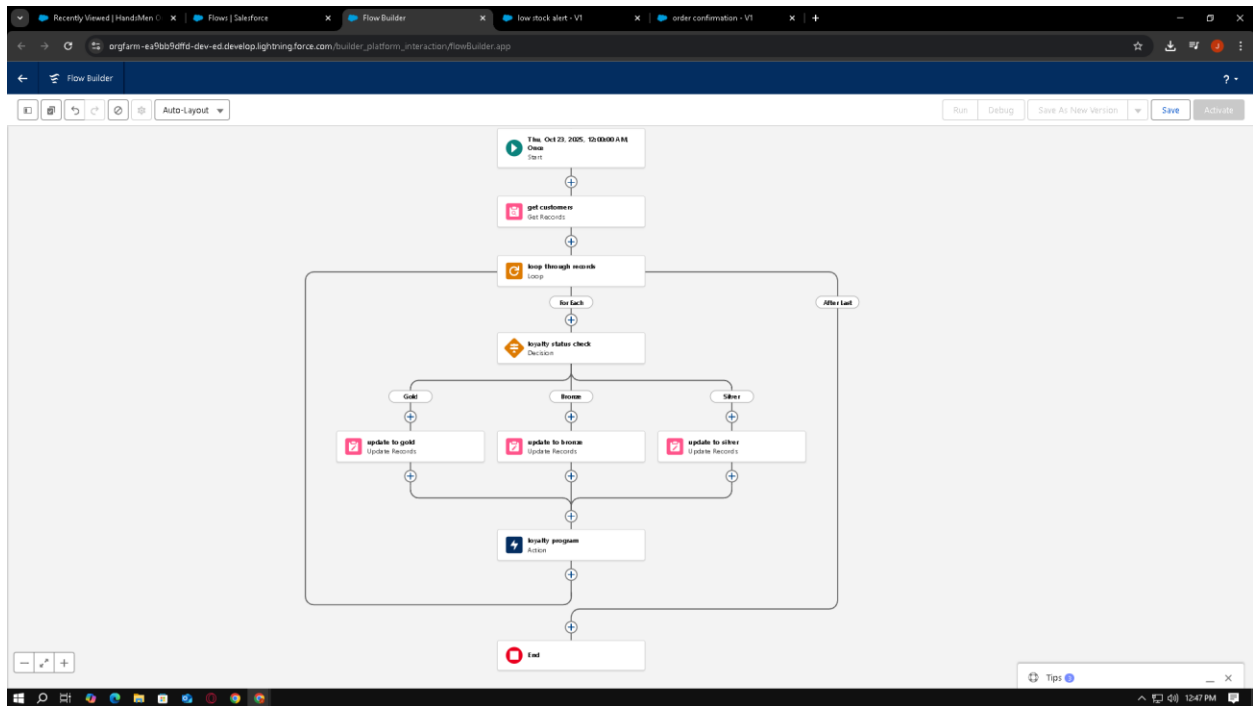 Recently Viewed | HandsMen O
Flows | Salesforce
Flow Builder
low stock alert - V1
order confirmation - V1
orgfarm-ea9bb9dffd-dev-ed.develop.lightning.force.com/builder_platform_interaction/flowBuilder.app
J
Flow Builder
?
Auto-Layout
Run
Debug
Save As New Version
Save
Activate
Thu, Oct 23, 2025, 12:00:00 AM,
Once
Start
get customers
Get Records
loop through records
Loop
For Each
After Last
loyalty status check
Decision
Gold
Bronze
Silver
update to gold
Update Records
update to bronze
Update Records
update to silver
Update Records
loyalty program
Action
End
Tips
12:47 PM